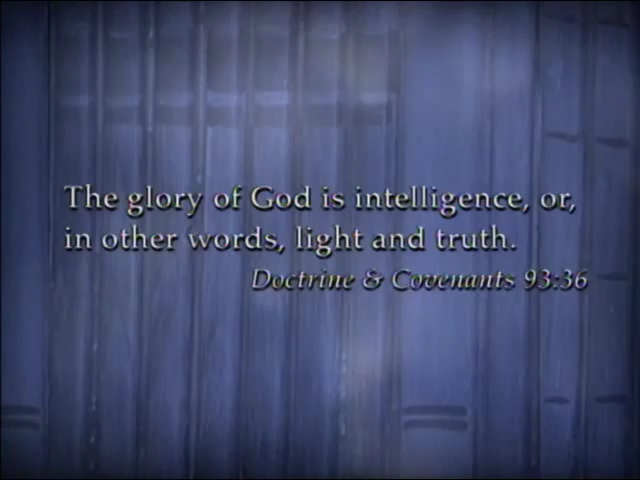 The glory of God is intelligence, or,
in other words, light and truth.
Doctrine & Covenants 93:36